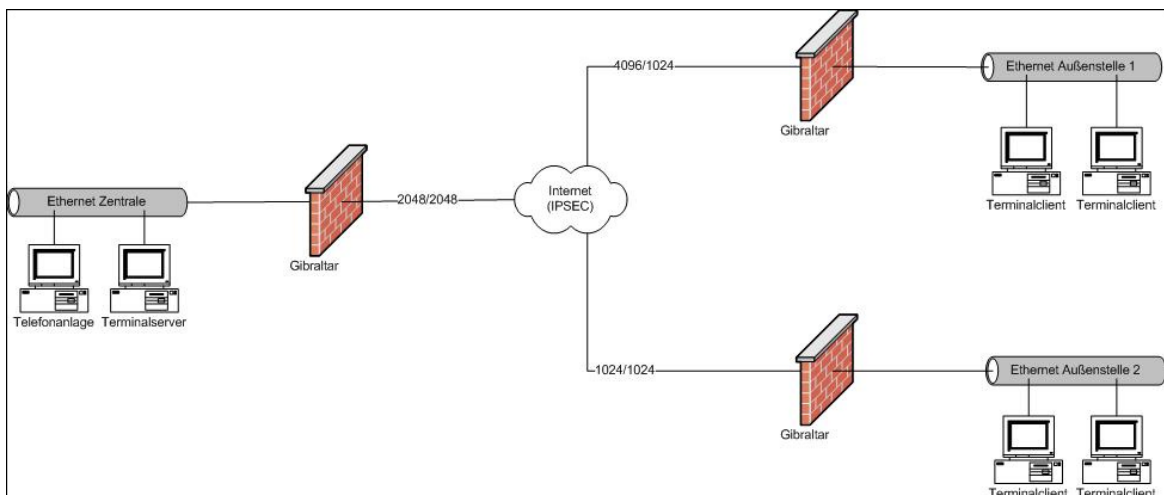 4096/1024
Ethernet Außenstelle 1
Gibraltar
Terminalclient
Terminalclient
Ethernet Zentrale
2048/2048
Internet
(IPSEC)
Gibraltar
Telefonanlage
Terminalserver
1024/1024
Ethernet Außenstelle 2
Gibraltar
Terminalclient
Terminalclient